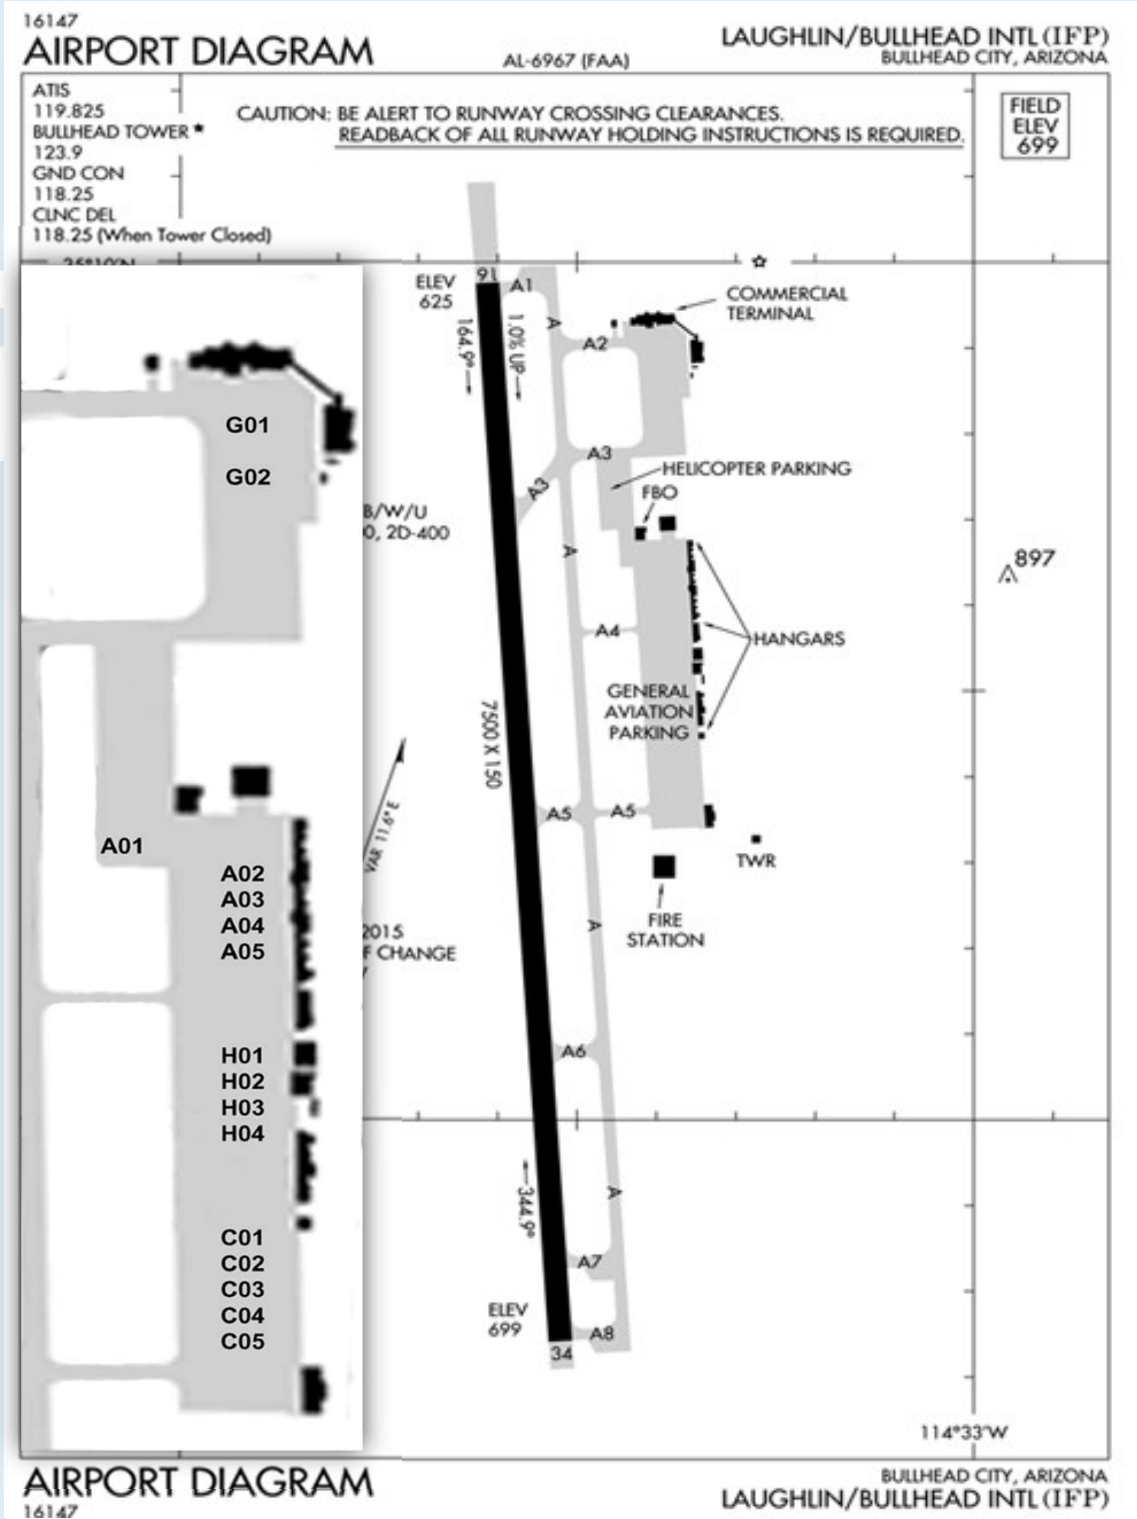 16147
AIRPORT DIAGRAM
AL-6967 (FAA)
LAUGHLIN/BULLHEAD INTL (IFP)
BULLHEAD CITY, ARIZONA
ATIS
119.825
BULLHEAD TOWER ★
123.9
GND CON
118.25
CLNC DEL
118.25 (When Tower Closed)
CAUTION: BE ALERT TO RUNWAY CROSSING CLEARANCES.
READBACK OF ALL RUNWAY HOLDING INSTRUCTIONS IS REQUIRED.
FIELD
ELEV
699
G01
G02
A01
A02
A03
A04
A05
H01
H02
H03
H04
C01
C02
C03
C04
C05
B/W/U
0, 2D-400
VAR 11.6° E
2015
F CHANGE
ELEV
625
16
A1
164.9°
1.0% UP
A
A2
COMMERCIAL
TERMINAL
A3
A3
HELICOPTER PARKING
FBO
A
897
A4
HANGARS
GENERAL
AVIATION
PARKING
7500 X 150
A5
A5
TWR
FIRE
STATION
A
A6
344.9°
A
A7
ELEV
699
A8
34
114°33'W
AIRPORT DIAGRAM
16147
BULLHEAD CITY, ARIZONA
LAUGHLIN/BULLHEAD INTL (IFP)